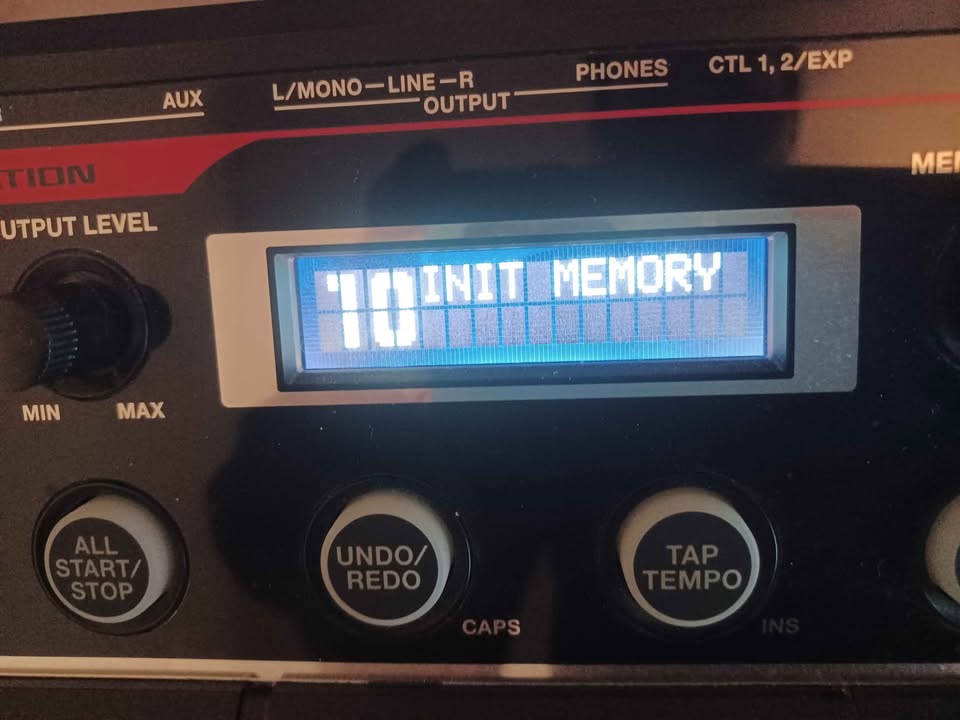 AUX
L/MONO—LINE—R
OUTPUT
PHONES
CTL 1, 2/EXP
OUTPUT LEVEL
10 INIT MEMORY
MIN
MAX
ALL
START/
STOP
UNDO/
REDO
CAPS
TAP
TEMPO
INS